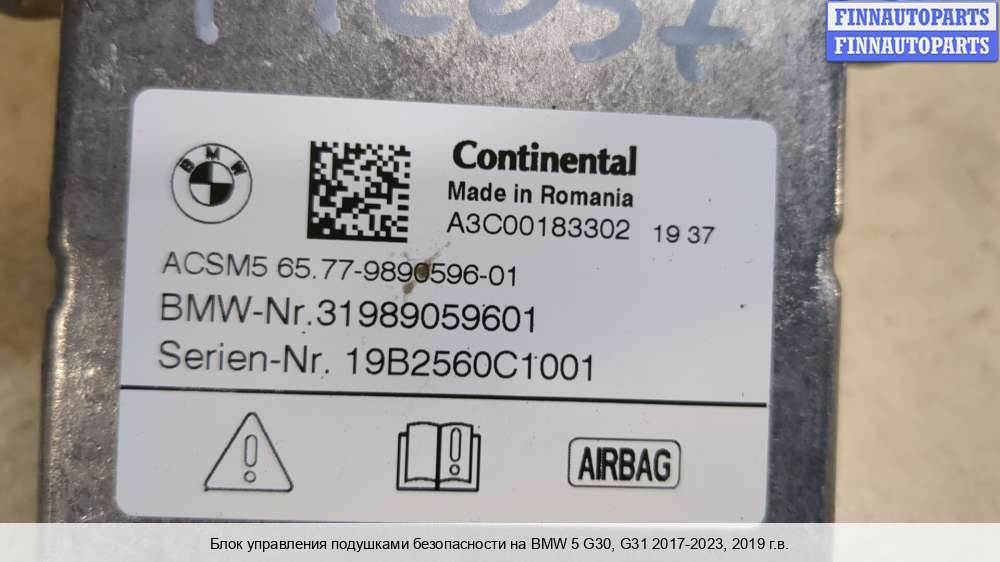 FINNAUTOPARTS
FINNAUTOPARTS
BMW
Continental
Made in Romania
A3C00183302 19 37
ACSM5 65.77-9890596-01
BMW-Nr.31989059601
Serien-Nr. 19B2560C1001
AIRBAG
Блок управления подушками безопасности на BMW 5 G30, G31 2017-2023, 2019 г.в.